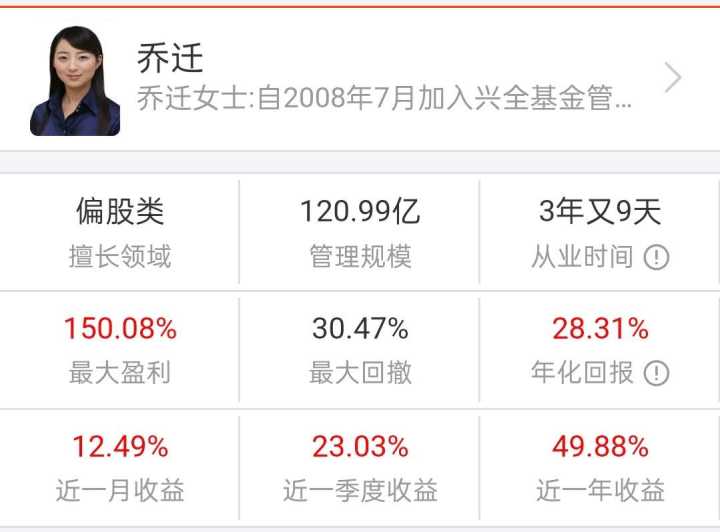 乔迁
乔迁女士:自2008年7月加入兴全基金管...
偏股类
120.99亿
3年又9天
擅长领域
管理规模
从业时间
150.08%
30.47%
28.31%
最大盈利
最大回撤
年化回报
12.49%
23.03%
49.88%
近一月收益
近一季度收益
近一年收益